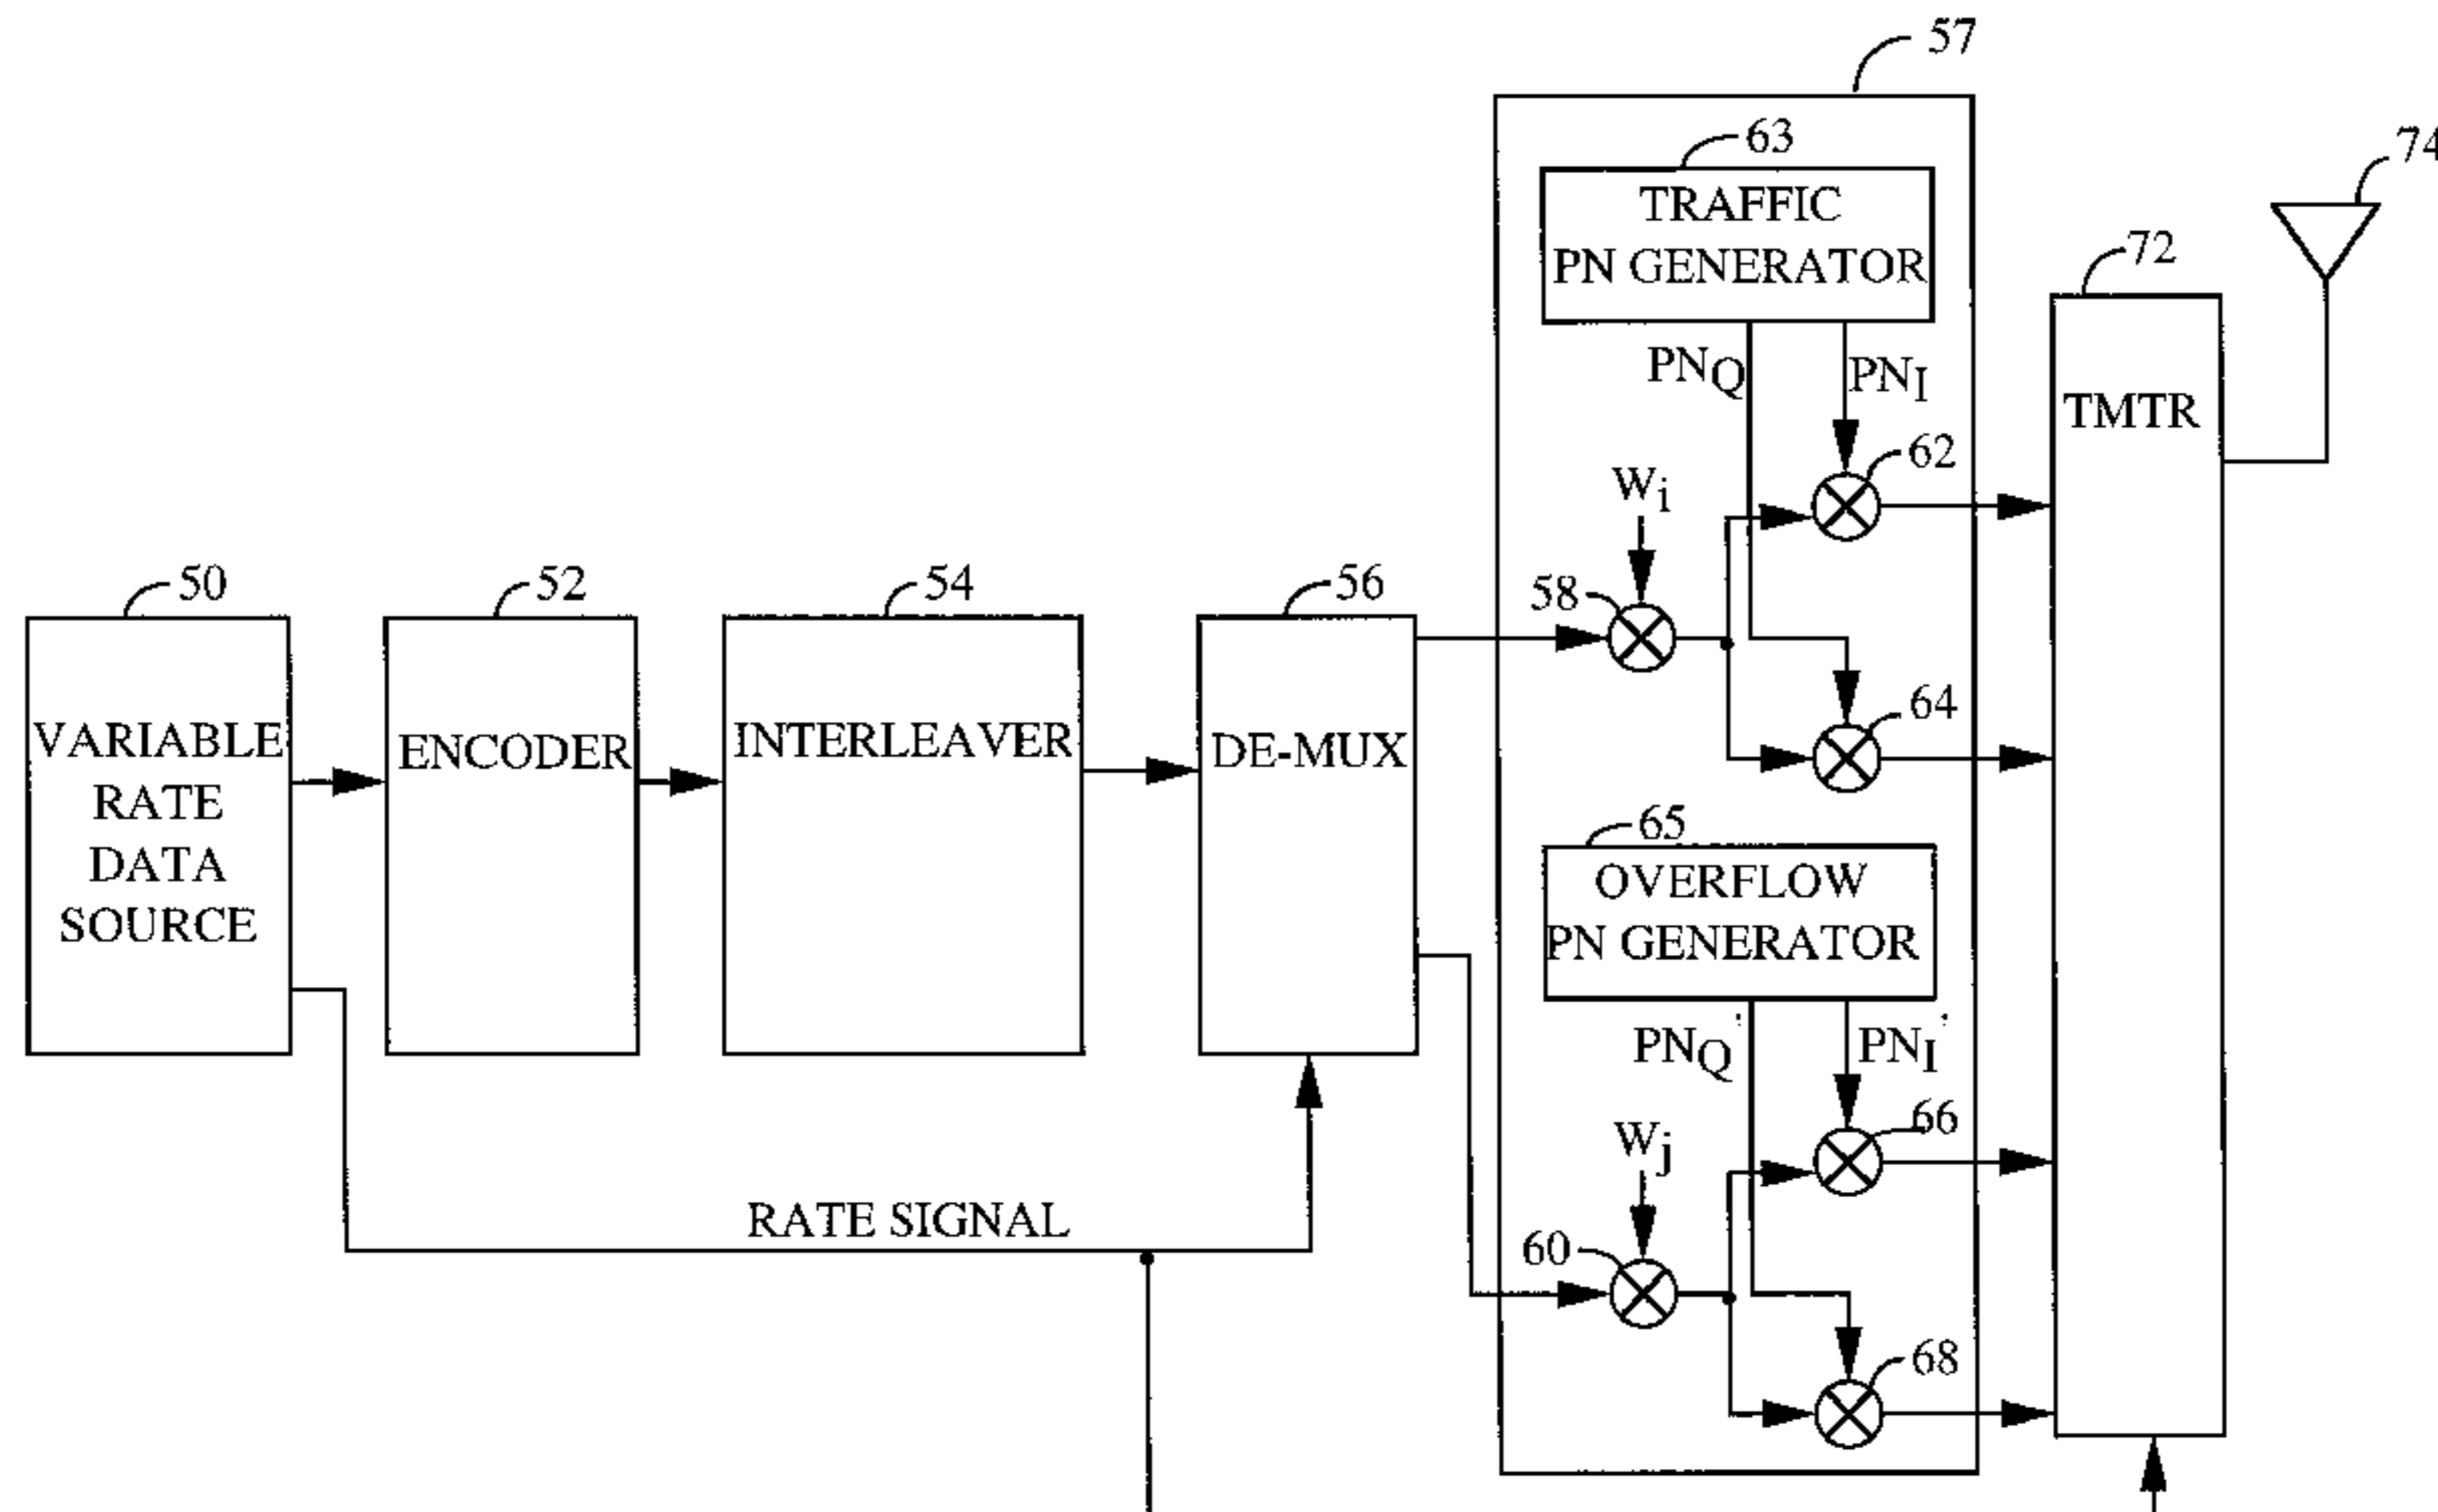 57
63
74
TRAFFIC
PN GENERATOR
72
PNQ
PNI
TMTR
Wi
62
50
52
54
56
58
64
VARIABLE
RATE
DATA
SOURCE
ENCODER
INTERLEAVER
DE-MUX
65
OVERFLOW
PN GENERATOR
PNQ'
PNI'
66
Wj
RATE SIGNAL
60
68